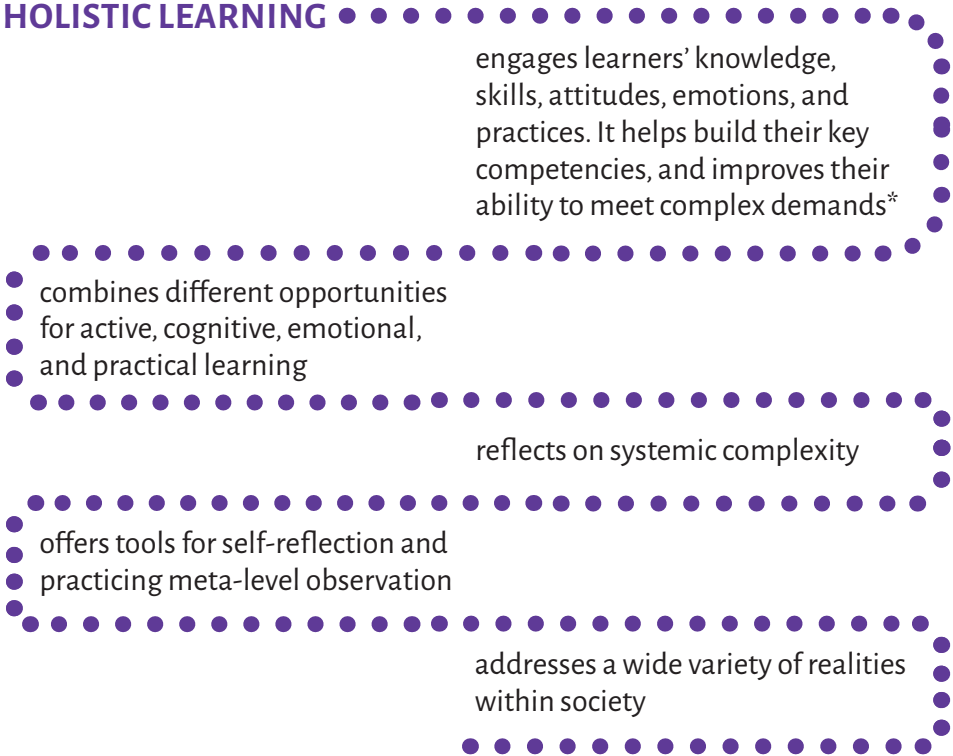 HOLISTIC LEARNING
engages learners’ knowledge,
skills, attitudes, emotions, and
practices. It helps build their key
competencies, and improves their
ability to meet complex demands*
combines different opportunities
for active, cognitive, emotional,
and practical learning
reflects on systemic complexity
offers tools for self-reflection and
practicing meta-level observation
addresses a wide variety of realities
within society